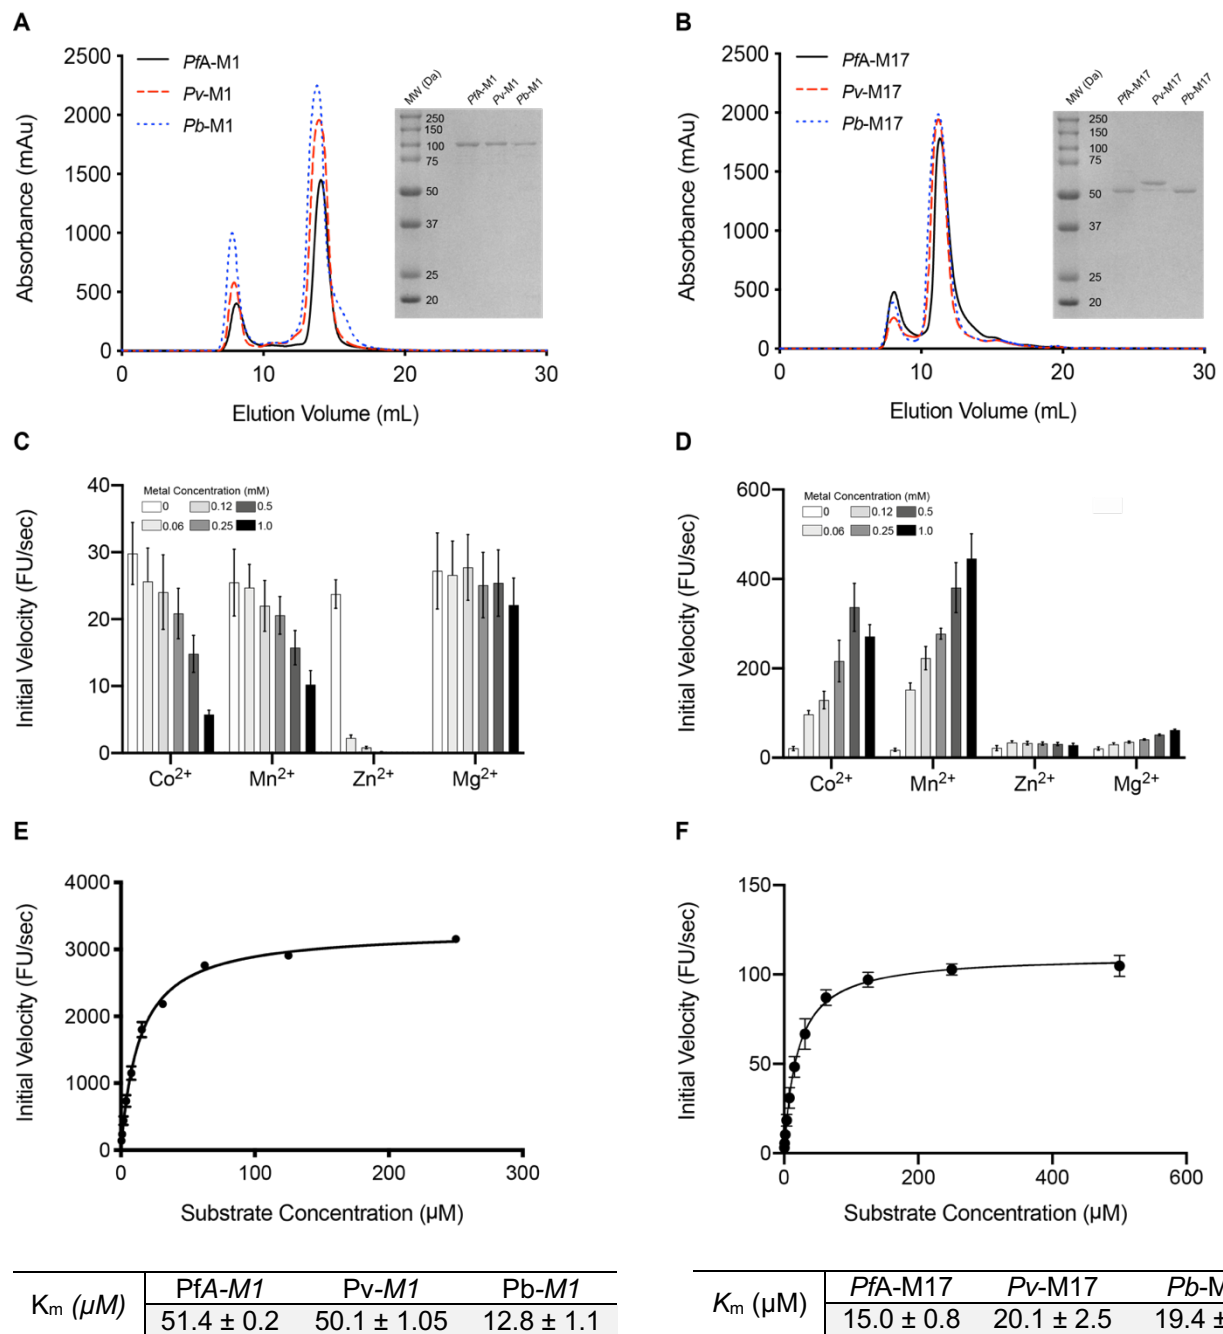 A
2500
2000
1500
1000
500
0
Absorbance (mAu)
PfA-M1
Pv-M1
Pb-M1
MW (Da)
PfA-M1
Pv-M1
Pb-M1
250
150
100
75
50
37
25
20
0
10
20
30
Elution Volume (mL)
B
2500
2000
1500
1000
500
0
Absorbance (mAu)
PfA-M17
Pv-M17
Pb-M17
MW (Da)
PfA-M17
Pv-M17
Pb-M17
250
150
100
75
50
37
25
20
0
10
20
30
Elution Volume (mL)
C
40
30
20
10
0
Initial Velocity (FU/sec)
Metal Concentration (mM)
0 0.12 0.5
0.06 0.25 1.0
Co2+ Mn2+ Zn2+ Mg2+
D
600
400
200
0
Initial Velocity (FU/sec)
Metal Concentration (mM)
0 0.12 0.5
0.06 0.25 1.0
Co2+ Mn2+ Zn2+ Mg2+
E
4000
3000
2000
1000
0
Initial Velocity (FU/sec)
0 100 200 300
Substrate Concentration (µM)
F
150
100
50
0
Initial Velocity (FU/sec)
0 200 400 600
Substrate Concentration (µM)
Km (µM)
PfA-M1 Pv-M1 Pb-M1
51.4 ± 0.2 50.1 ± 1.05 12.8 ± 1.1
Km (µM)
PfA-M17 Pv-M17 Pb-M
15.0 ± 0.8 20.1 ± 2.5 19.4 ±